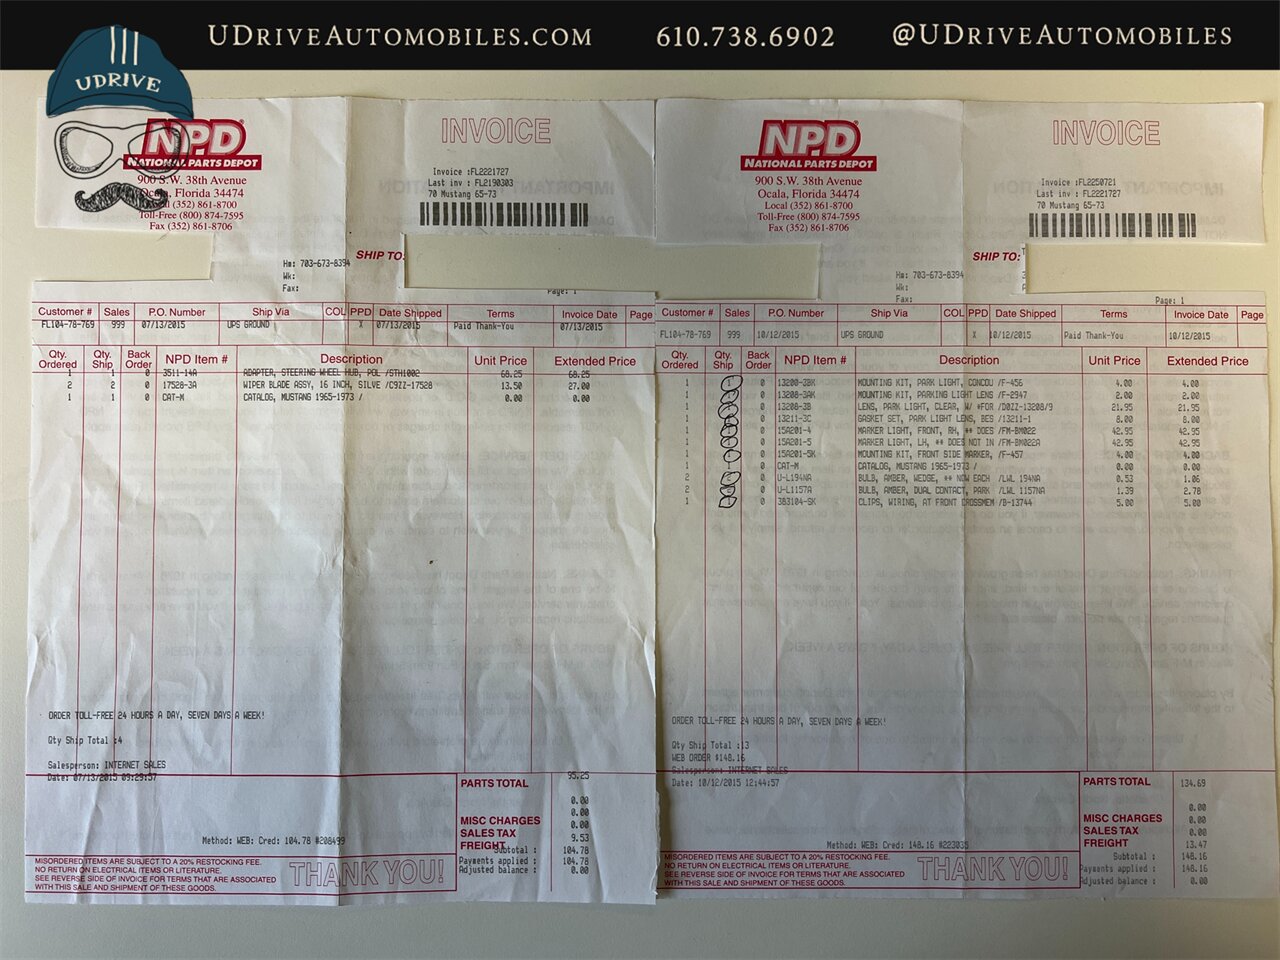 UDriveAutomobiles.com 610.738.6902 @UDriveAutomobiles
UDRIVE
NPD
NATIONAL PARTS DEPOT
900 S.W. 38th Avenue
Ocala, Florida 34474
(352) 861-8700
Toll-Free (800) 874-7595
Fax (352) 861-8706
INVOICE
Invoice :FL2221727
Last inv : FL2190303
70 Mustang 65-73
SHIP TO:
Hm: 703-673-8394
Wk:
Fax:
Page: 1
Customer # Sales P.O. Number Ship Via COL PPD Date Shipped Terms Invoice Date Page
FL104-78-769 999 07/13/2015 UPS GROUND X 07/13/2015 Paid Thank-You 07/13/2015
Qty. Ordered Qty. Ship Back Order NPD Item # Description Unit Price Extended Price
1 0 3511-14A ADAPTER, STEERING WHEEL HUB, POL /STH1002 68.25 68.25
2 2 0 17528-3A WIPER BLADE ASSY, 16 INCH, SILVE /C9ZZ-17528 13.50 27.00
1 1 0 CAT-M CATALOG, MUSTANG 1965-1973 / 0.00 0.00
ORDER TOLL-FREE 24 HOURS A DAY, SEVEN DAYS A WEEK!
Qty Ship Total :4
Salesperson: INTERNET SALES
Date: 07/13/2015 09:29:57
PARTS TOTAL 95.25
0.00
MISC CHARGES 0.00
SALES TAX 0.00
FREIGHT 9.53
Method: WEB: Cred: 104.78 #208499
Subtotal : 104.78
Payments applied : 104.78
Adjusted balance : 0.00
MISORDERED ITEMS ARE SUBJECT TO A 20% RESTOCKING FEE.
NO RETURN ON ELECTRICAL ITEMS OR LITERATURE.
SEE REVERSE SIDE OF INVOICE FOR TERMS THAT ARE ASSOCIATED
WITH THIS SALE AND SHIPMENT OF THESE GOODS.
THANK YOU!
NPD
NATIONAL PARTS DEPOT
900 S.W. 38th Avenue
Ocala, Florida 34474
Local (352) 861-8700
Toll-Free (800) 874-7595
Fax (352) 861-8706
INVOICE
Invoice :FL2250721
Last inv : FL2221727
70 Mustang 65-73
SHIP TO:
Hm: 703-673-8394
Wk:
Fax:
Page: 1
Customer # Sales P.O. Number Ship Via COL PPD Date Shipped Terms Invoice Date Page
FL104-78-769 999 10/12/2015 UPS GROUND X 10/12/2015 Paid Thank-You 10/12/2015
Qty. Ordered Qty. Ship Back Order NPD Item # Description Unit Price Extended Price
1 1 0 13200-3BK MOUNTING KIT, PARK LIGHT, CONCOU /F-456 4.00 4.00
1 1 0 13208-3AK MOUNTING KIT, PARKING LIGHT LENS /F-2947 2.00 2.00
1 1 0 13208-3B LENS, PARK LIGHT, CLEAR, W/ *FOR /D0ZZ-13208/9 21.95 21.95
1 1 0 13211-3C GASKET SET, PARK LIGHT LENS, BES /13211-1 8.00 8.00
1 1 0 15A201-4 MARKER LIGHT, FRONT, RH, ** DOES /FM-BM022 42.95 42.95
1 1 0 15A201-5 MARKER LIGHT, LH, ** DOES NOT IN /FM-BM022A 42.95 42.95
1 1 0 15A201-5K MOUNTING KIT, FRONT SIDE MARKER, /F-457 4.00 4.00
1 1 0 CAT-M CATALOG, MUSTANG 1965-1973 / 0.00 0.00
2 2 0 U-L194NA BULB, AMBER, WEDGE, ** NOW EACH /LWL 194NA 0.53 1.06
2 2 0 U-L1157A BULB, AMBER, DUAL CONTACT, PARK /LWL 1157NA 1.39 2.78
1 1 0 383104-SK CLIPS, WIRING, AT FRONT CROSSMEM /B-13744 5.00 5.00
ORDER TOLL-FREE 24 HOURS A DAY, SEVEN DAYS A WEEK!
Qty Ship Total :13
WEB ORDER $148.16
Salesperson: INTERNET SALES
Date: 10/12/2015 12:44:57
PARTS TOTAL 134.69
0.00
MISC CHARGES 0.00
SALES TAX 0.00
FREIGHT 13.47
Method: WEB: Cred: 148.16 #223035
Subtotal : 148.16
Payments applied : 148.16
Adjusted balance : 0.00
MISORDERED ITEMS ARE SUBJECT TO A 20% RESTOCKING FEE.
NO RETURN ON ELECTRICAL ITEMS OR LITERATURE.
SEE REVERSE SIDE OF INVOICE FOR TERMS THAT ARE ASSOCIATED
WITH THIS SALE AND SHIPMENT OF THESE GOODS.
THANK YOU!